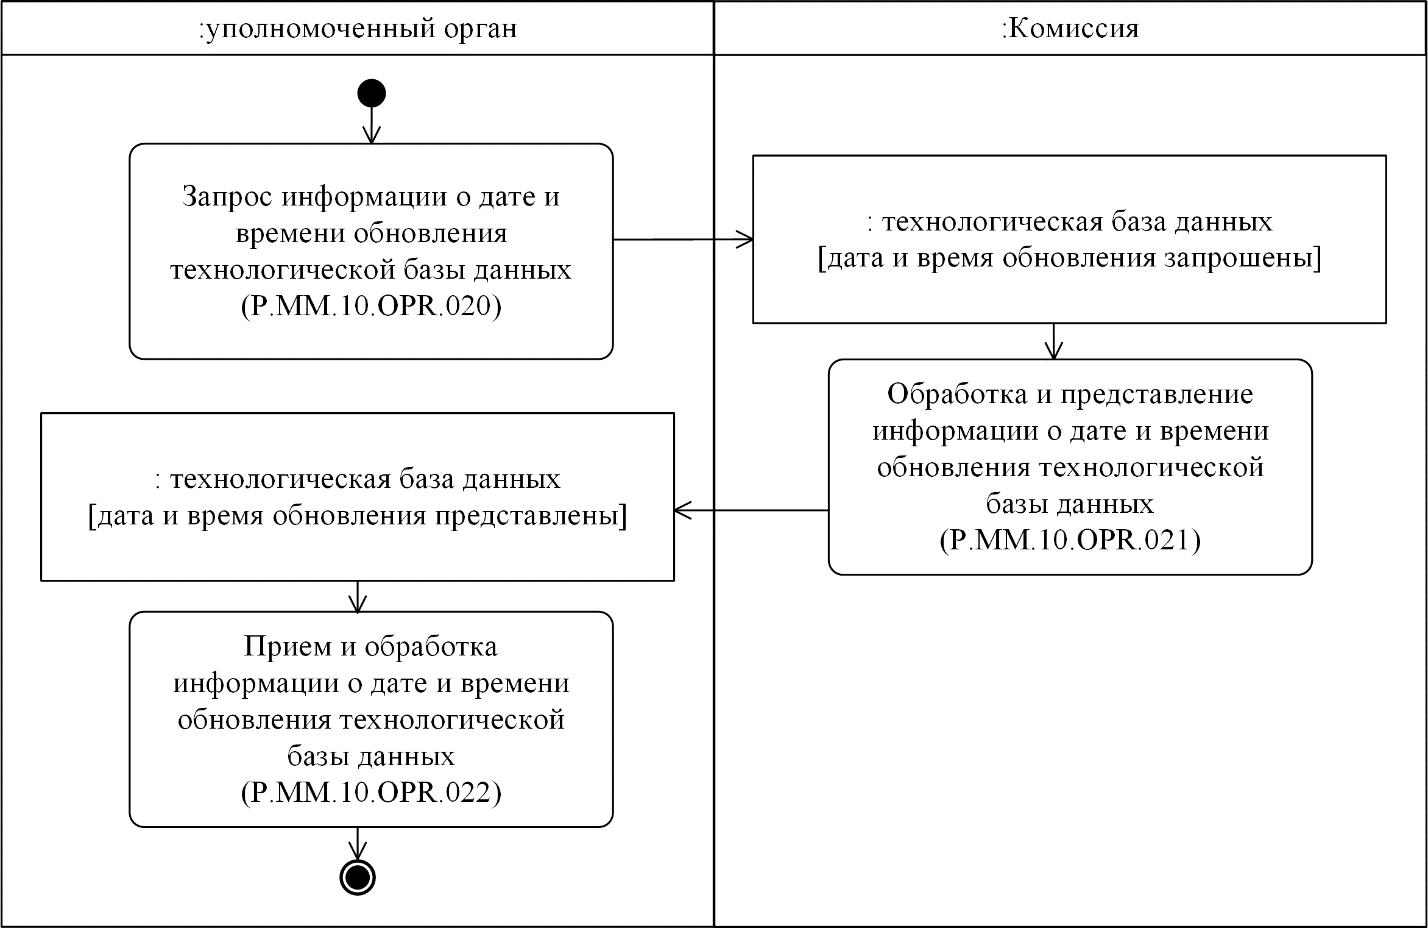 :уполномоченный орган
:Комиссия
Запрос информации о дате и
времени обновления
технологической базы данных
(P.MM.10.OPR.020)
: технологическая база данных
[дата и время обновления запрошены]
Обработка и представление
информации о дате и времени
обновления технологической
базы данных
(P.MM.10.OPR.021)
: технологическая база данных
[дата и время обновления представлены]
Прием и обработка
информации о дате и времени
обновления технологической
базы данных
(P.MM.10.OPR.022)